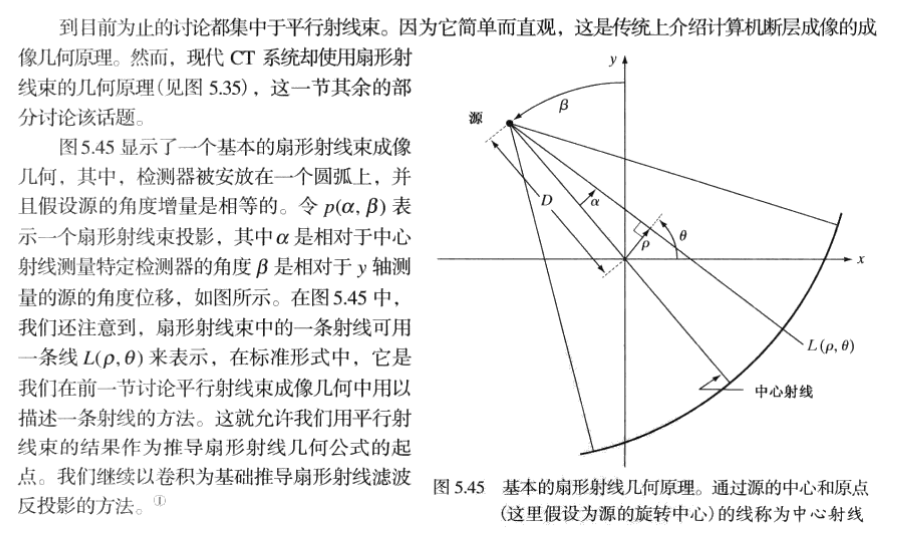 到目前为止的讨论都集中于平行射线束。因为它简单而直观，这是传统上介绍计算机断层成像的成
像几何原理。然而，现代 CT 系统却使用扇形射
线束的几何原理(见图 5.35)，这一节其余的部
分讨论该话题。
图5.45 显示了一个基本的扇形射线束成像
几何，其中，检测器被安放在一个圆弧上，并
且假设源的角度增量是相等的。令 p(α, β) 表
示一个扇形射线束投影，其中α 是相对于中心
射线测量特定检测器的角度 β 是相对于 y 轴测
量的源的角度位移，如图所示。在图5.45 中，
我们还注意到，扇形射线束中的一条射线可用
一条线 L(ρ, θ) 来表示，在标准形式中，它是
我们在前一节讨论平行射线束成像几何中用以
描述一条射线的方法。这就允许我们用平行射
线束的结果作为推导扇形射线几何公式的起
点。我们继续以卷积为基础推导扇形射线滤波
反投影的方法。①
y
β
源
D
α
ρ
θ
x
L(ρ, θ)
中心射线
图 5.45 基本的扇形射线几何原理。通过源的中心和原点
(这里假设为源的旋转中心)的线称为中心射线